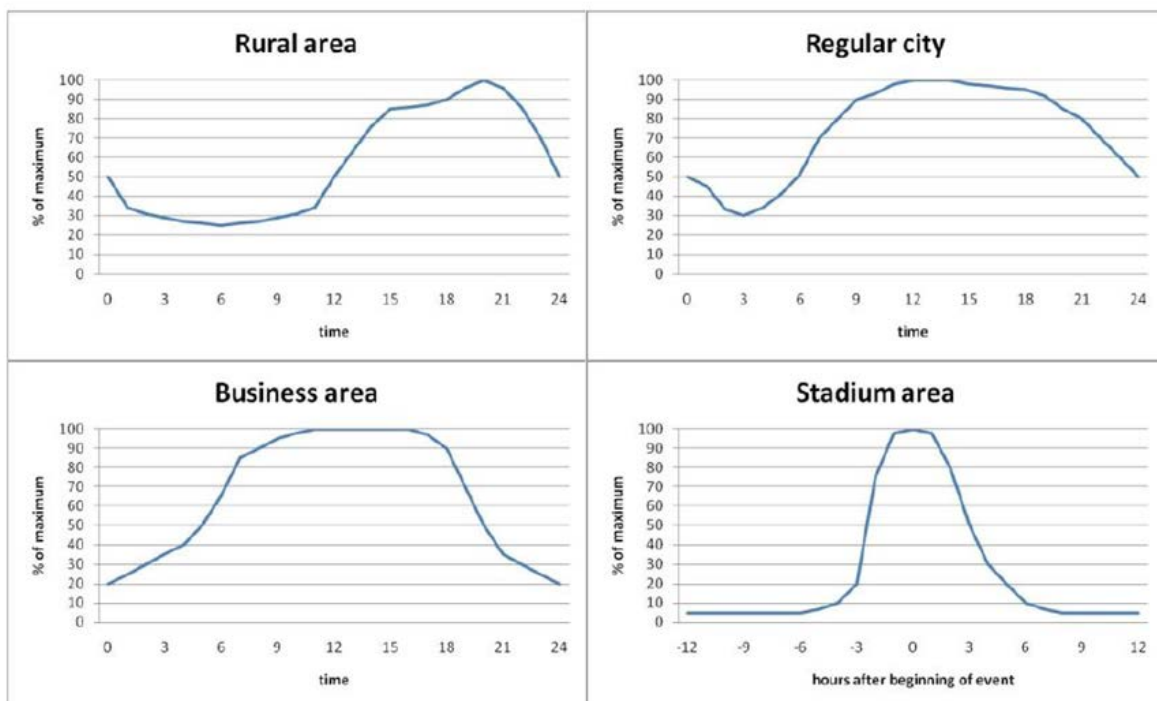 Rural area
% of maximum
100
90
80
70
60
50
40
30
20
10
0
0 3 6 9 12 15 18 21 24
time
Regular city
% of maximum
100
90
80
70
60
50
40
30
20
10
0
0 3 6 9 12 15 18 21 24
time
Business area
% of maximum
100
90
80
70
60
50
40
30
20
10
0
0 3 6 9 12 15 18 21 24
time
Stadium area
% of maximum
100
90
80
70
60
50
40
30
20
10
0
-12 -9 -6 -3 0 3 6 9 12
hours after beginning of event